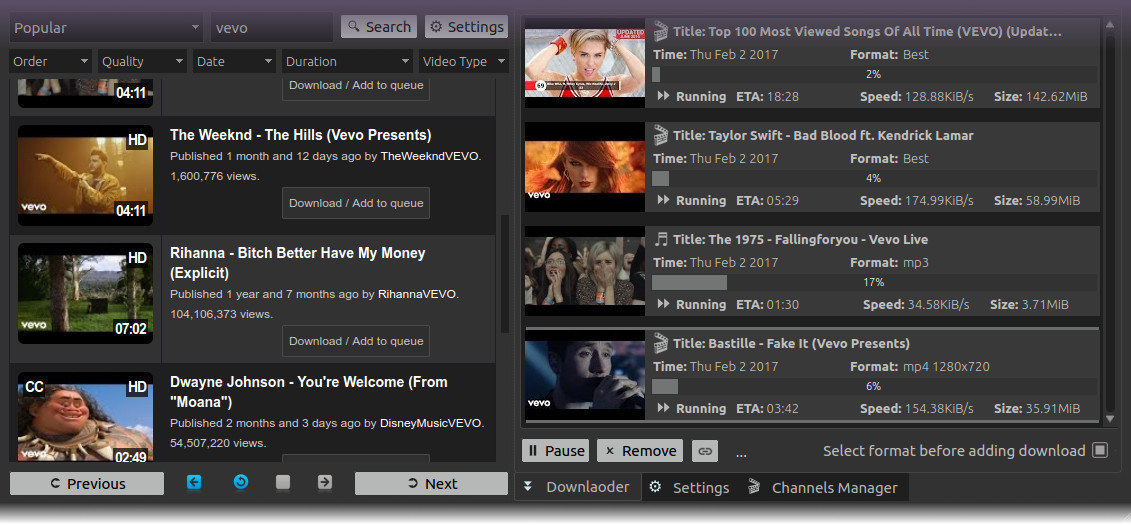 Popular
vevo
Search
Settings
Order
Quality
Date
Duration
Video Type
04:11
Download / Add to queue
HD
vevo
04:11
The Weeknd - The Hills (Vevo Presents)
Published 1 month and 12 days ago by TheWeekndVEVO.
1,600,776 views.
Download / Add to queue
HD
vevo
07:02
Rihanna - Bitch Better Have My Money
(Explicit)
Published 1 year and 7 months ago by RihannaVEVO.
104,106,373 views.
Download / Add to queue
CC
HD
vevo
02:49
Dwayne Johnson - You're Welcome (From
"Moana")
Published 2 months and 3 days ago by DisneyMusicVEVO.
54,507,220 views.
Previous
Next
UPDATED
69
Title: Top 100 Most Viewed Songs Of All Time (VEVO) (Updat...
Time: Thu Feb 2 2017 Format: Best
2%
Running ETA: 18:28 Speed: 128.88KiB/s Size: 142.62MiB
vevo
Title: Taylor Swift - Bad Blood ft. Kendrick Lamar
Time: Thu Feb 2 2017 Format: Best
4%
Running ETA: 05:29 Speed: 174.99KiB/s Size: 58.99MiB
Title: The 1975 - Fallingforyou - Vevo Live
Time: Thu Feb 2 2017 Format: mp3
17%
Running ETA: 01:30 Speed: 34.58KiB/s Size: 3.71MiB
vevo
Title: Bastille - Fake It (Vevo Presents)
Time: Thu Feb 2 2017 Format: mp4 1280x720
6%
Running ETA: 03:42 Speed: 154.38KiB/s Size: 35.91MiB
Pause
Remove
...
Select format before adding download
Downlaoder
Settings
Channels Manager